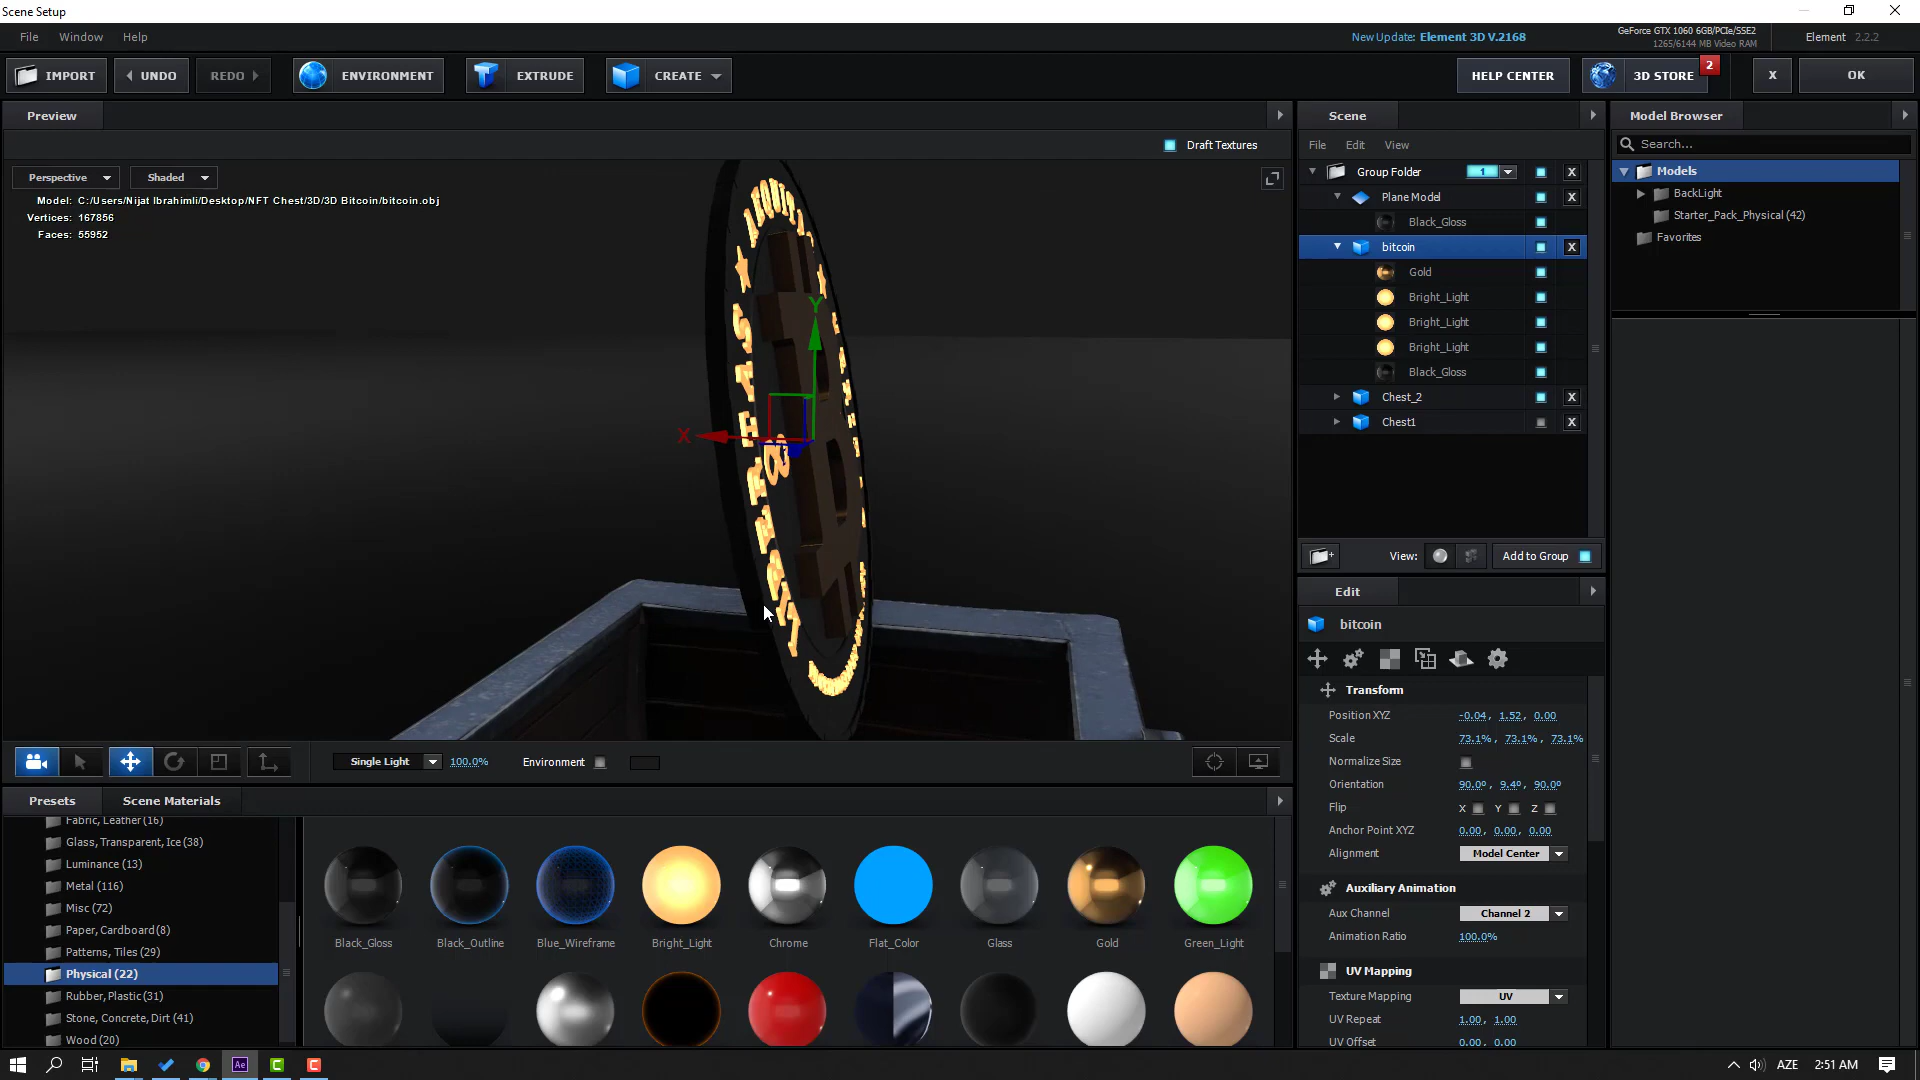 Scene Setup
File Window Help
New Update: Element 3D V.2168
GeForce GTX 1060 6GB/PCIe/SSE2
1265/6144 MB Video RAM
Element 2.2.2
IMPORT UNDO REDO ENVIRONMENT EXTRUDE CREATE HELP CENTER 3D STORE 2 X OK
Preview
Draft Textures
Perspective Shaded
Model: C:/Users/Nijat Ibrahimli/Desktop/NFT Chest/3D/3D Bitcoin/bitcoin.obj
Vertices: 167856
Faces: 55952
Y
X
Single Light 100.0% Environment
Presets Scene Materials
Fabric, Leather (16)
Glass, Transparent, Ice (38)
Luminance (13)
Metal (116)
Misc (72)
Paper, Cardboard (8)
Patterns, Tiles (29)
Physical (22)
Rubber, Plastic (31)
Stone, Concrete, Dirt (41)
Wood (20)
Black_Gloss Black_Outline Blue_Wireframe Bright_Light Chrome Flat_Color Glass Gold Green_Light
Scene
File Edit View
Group Folder 1 X
Plane Model X
Black_Gloss
bitcoin X
Gold
Bright_Light
Bright_Light
Bright_Light
Black_Gloss
Chest_2 X
Chest1 X
View: Add to Group
Edit
bitcoin
Transform
Position XYZ -0.04, 1.52, 0.00
Scale 73.1%, 73.1%, 73.1%
Normalize Size
Orientation 90.0º, 9.4º, 90.0º
Flip X Y Z
Anchor Point XYZ 0.00, 0.00, 0.00
Alignment Model Center
Auxiliary Animation
Aux Channel Channel 2
Animation Ratio 100.0%
UV Mapping
Texture Mapping UV
UV Repeat 1.00, 1.00
UV Offset 0.00, 0.00
Model Browser
Search...
Models
BackLight
Starter_Pack_Physical (42)
Favorites
Ae AZE 2:51 AM